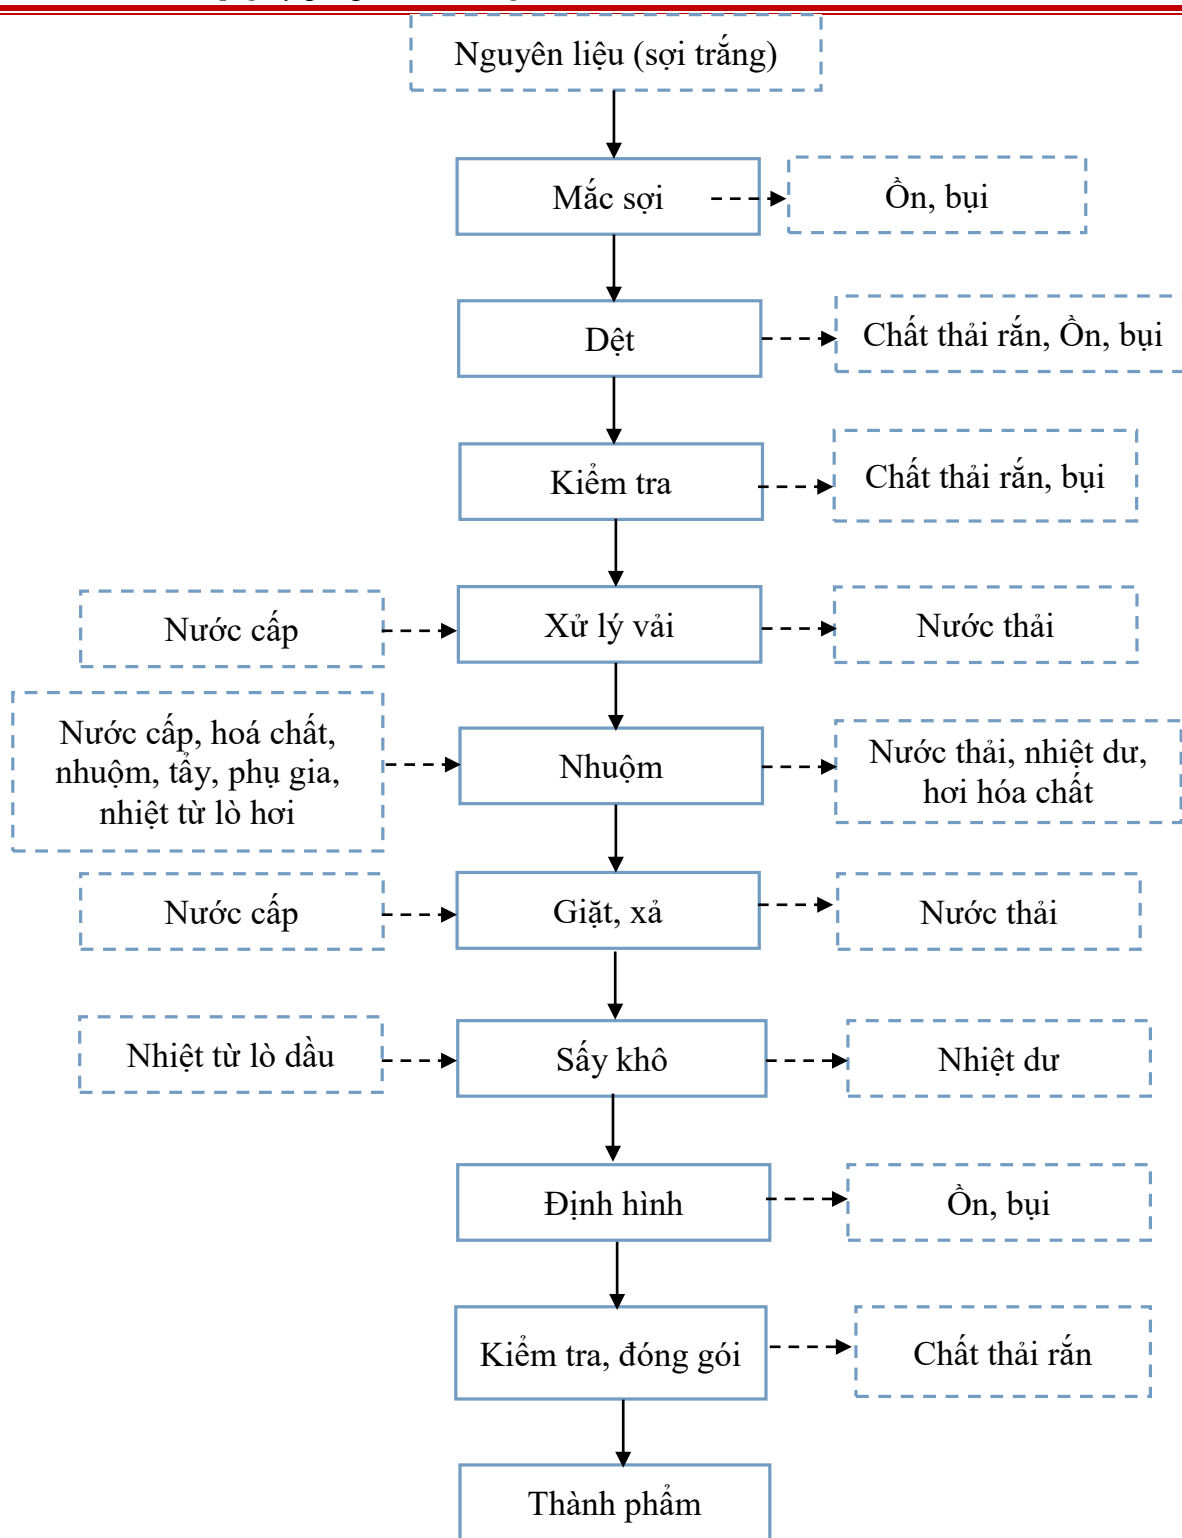 Nguyên liệu (sợi trắng)
Mắc sợi
Ồn, bụi
Dệt
Chất thải rắn, Ồn, bụi
Kiểm tra
Chất thải rắn, bụi
Nước cấp
Xử lý vải
Nước thải
Nước cấp, hoá chất,
nhuộm, tẩy, phụ gia,
nhiệt từ lò hơi
Nhuộm
Nước thải, nhiệt dư,
hơi hóa chất
Nước cấp
Giặt, xả
Nước thải
Nhiệt từ lò dầu
Sấy khô
Nhiệt dư
Định hình
Ồn, bụi
Kiểm tra, đóng gói
Chất thải rắn
Thành phẩm